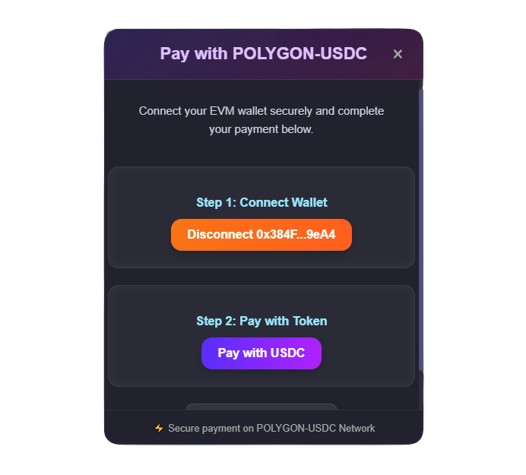 Pay with POLYGON-USDC ×
Connect your EVM wallet securely and complete
your payment below.
Step 1: Connect Wallet
Disconnect 0x384F...9eA4
Step 2: Pay with Token
Pay with USDC
⚡ Secure payment on POLYGON-USDC Network